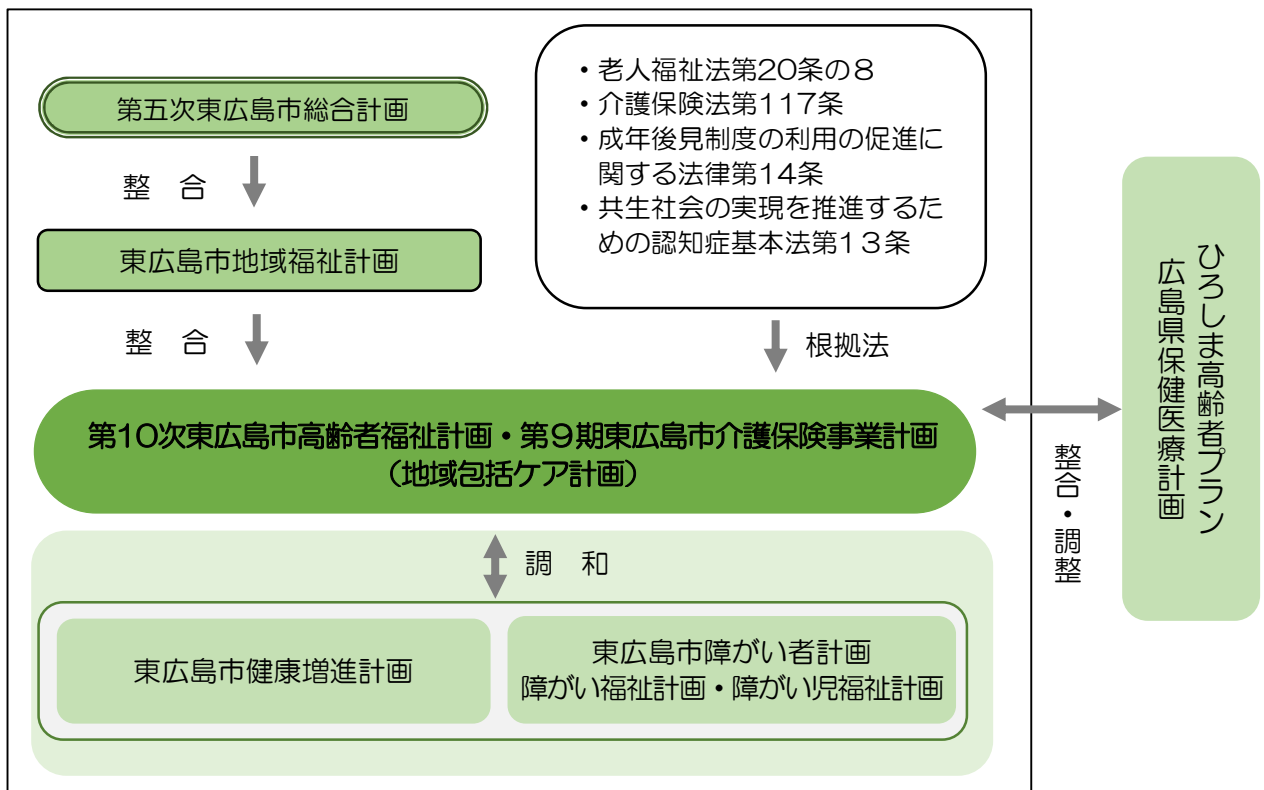 第五次東広島市総合計画
整　合
東広島市地域福祉計画
整　合
・老人福祉法第20条の8
・介護保険法第117条
・成年後見制度の利用の促進に
関する法律第14条
・共生社会の実現を推進するた
めの認知症基本法第13条
根拠法
第10次東広島市高齢者福祉計画・第9期東広島市介護保険事業計画
（地域包括ケア計画）
調　和
東広島市健康増進計画
東広島市障がい者計画
障がい福祉計画・障がい児福祉計画
整合・調整
ひろしま高齢者プラン
広島県保健医療計画